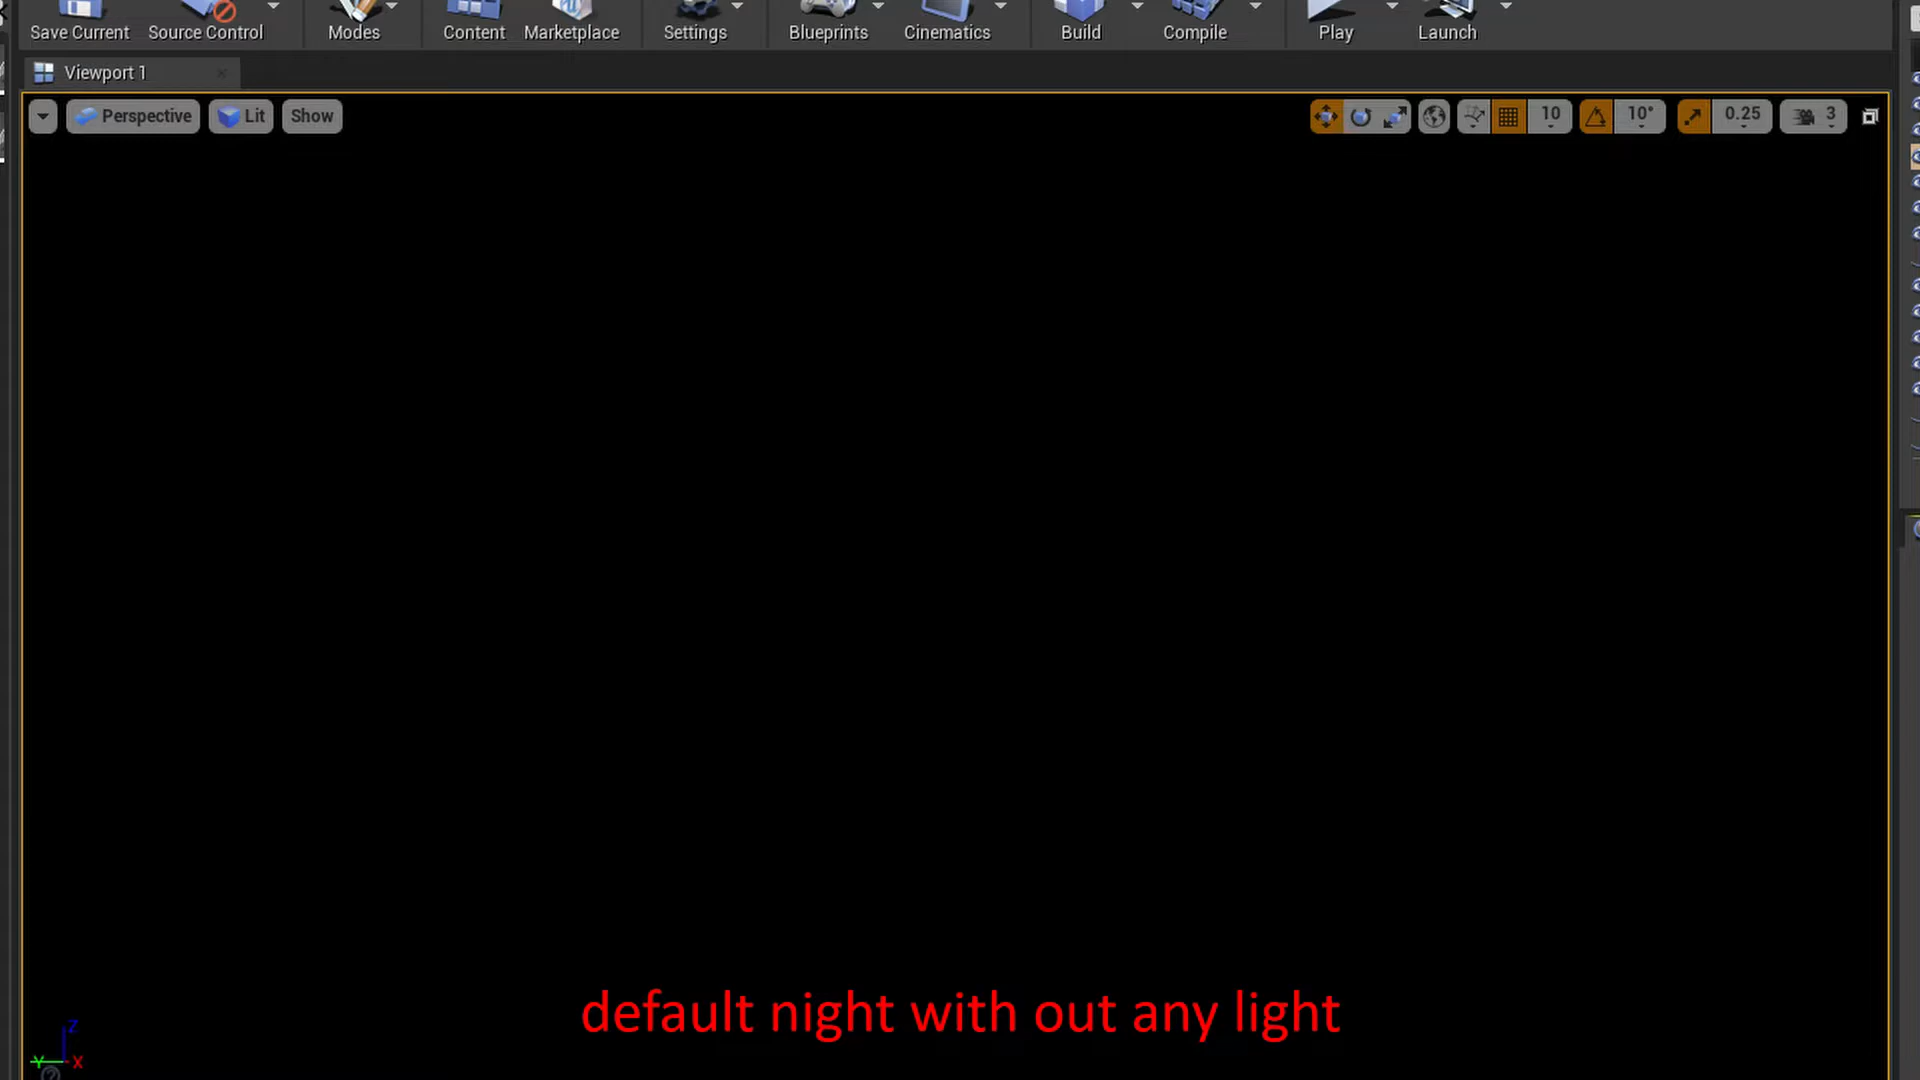 Save Current Source Control Modes Content Marketplace Settings Blueprints Cinematics Build Compile Play Launch
Viewport 1
Perspective Lit Show 10 10° 0.25 3
default night with out any light
Z
Y X